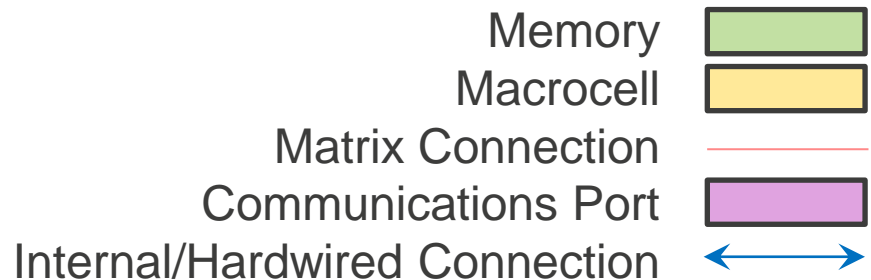 Memory
Macrocell
Matrix Connection
Communications Port
Internal/Hardwired Connection